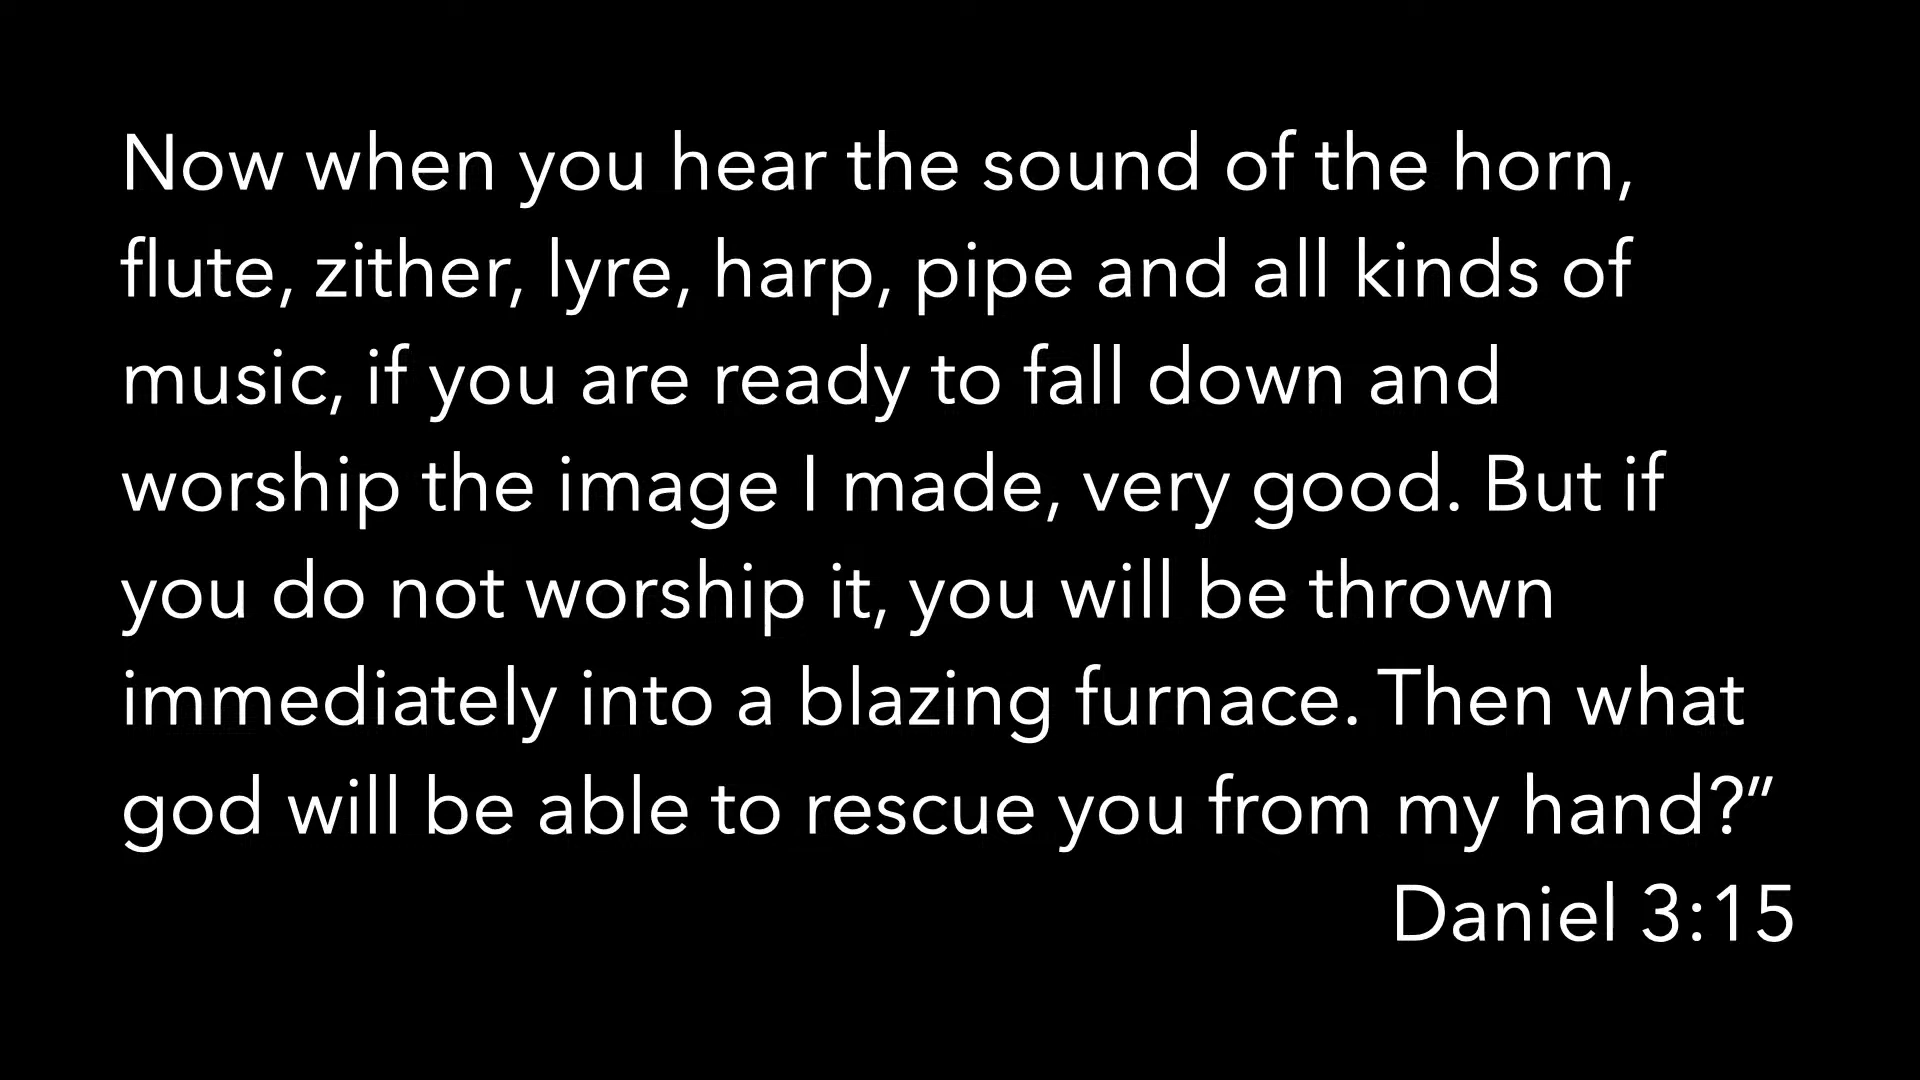 Now when you hear the sound of the horn,
flute, zither, lyre, harp, pipe and all kinds of
music, if you are ready to fall down and
worship the image I made, very good. But if
you do not worship it, you will be thrown
immediately into a blazing furnace. Then what
god will be able to rescue you from my hand?”
Daniel 3:15